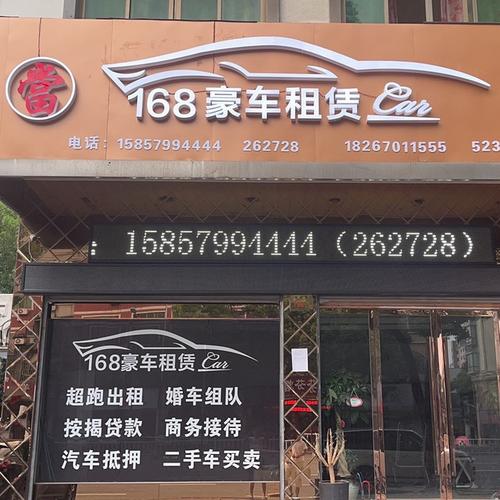 當
168豪车租赁 Car
电话：15857994444 262728 18267011555 523
：15857994444（262728）
168豪车租赁 Car
超跑出租 婚车组队
按揭贷款 商务接待
汽车抵押 二手车买卖